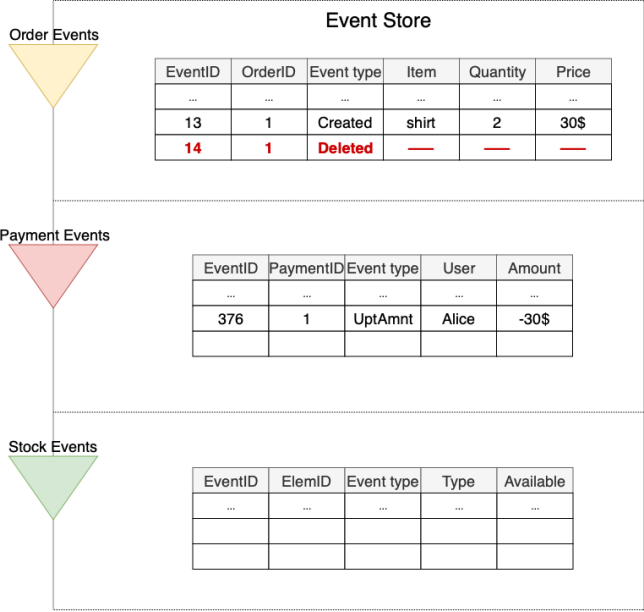 Event Store
Order Events
EventID OrderID Event type Item Quantity Price
... ... ... ... ... ...
13 1 Created shirt 2 30$
14 1 Deleted — — —
Payment Events
EventID PaymentID Event type User Amount
... ... ... ... ...
376 1 UptAmnt Alice -30$
Stock Events
EventID ElemID Event type Type Available
... ... ... ... ...